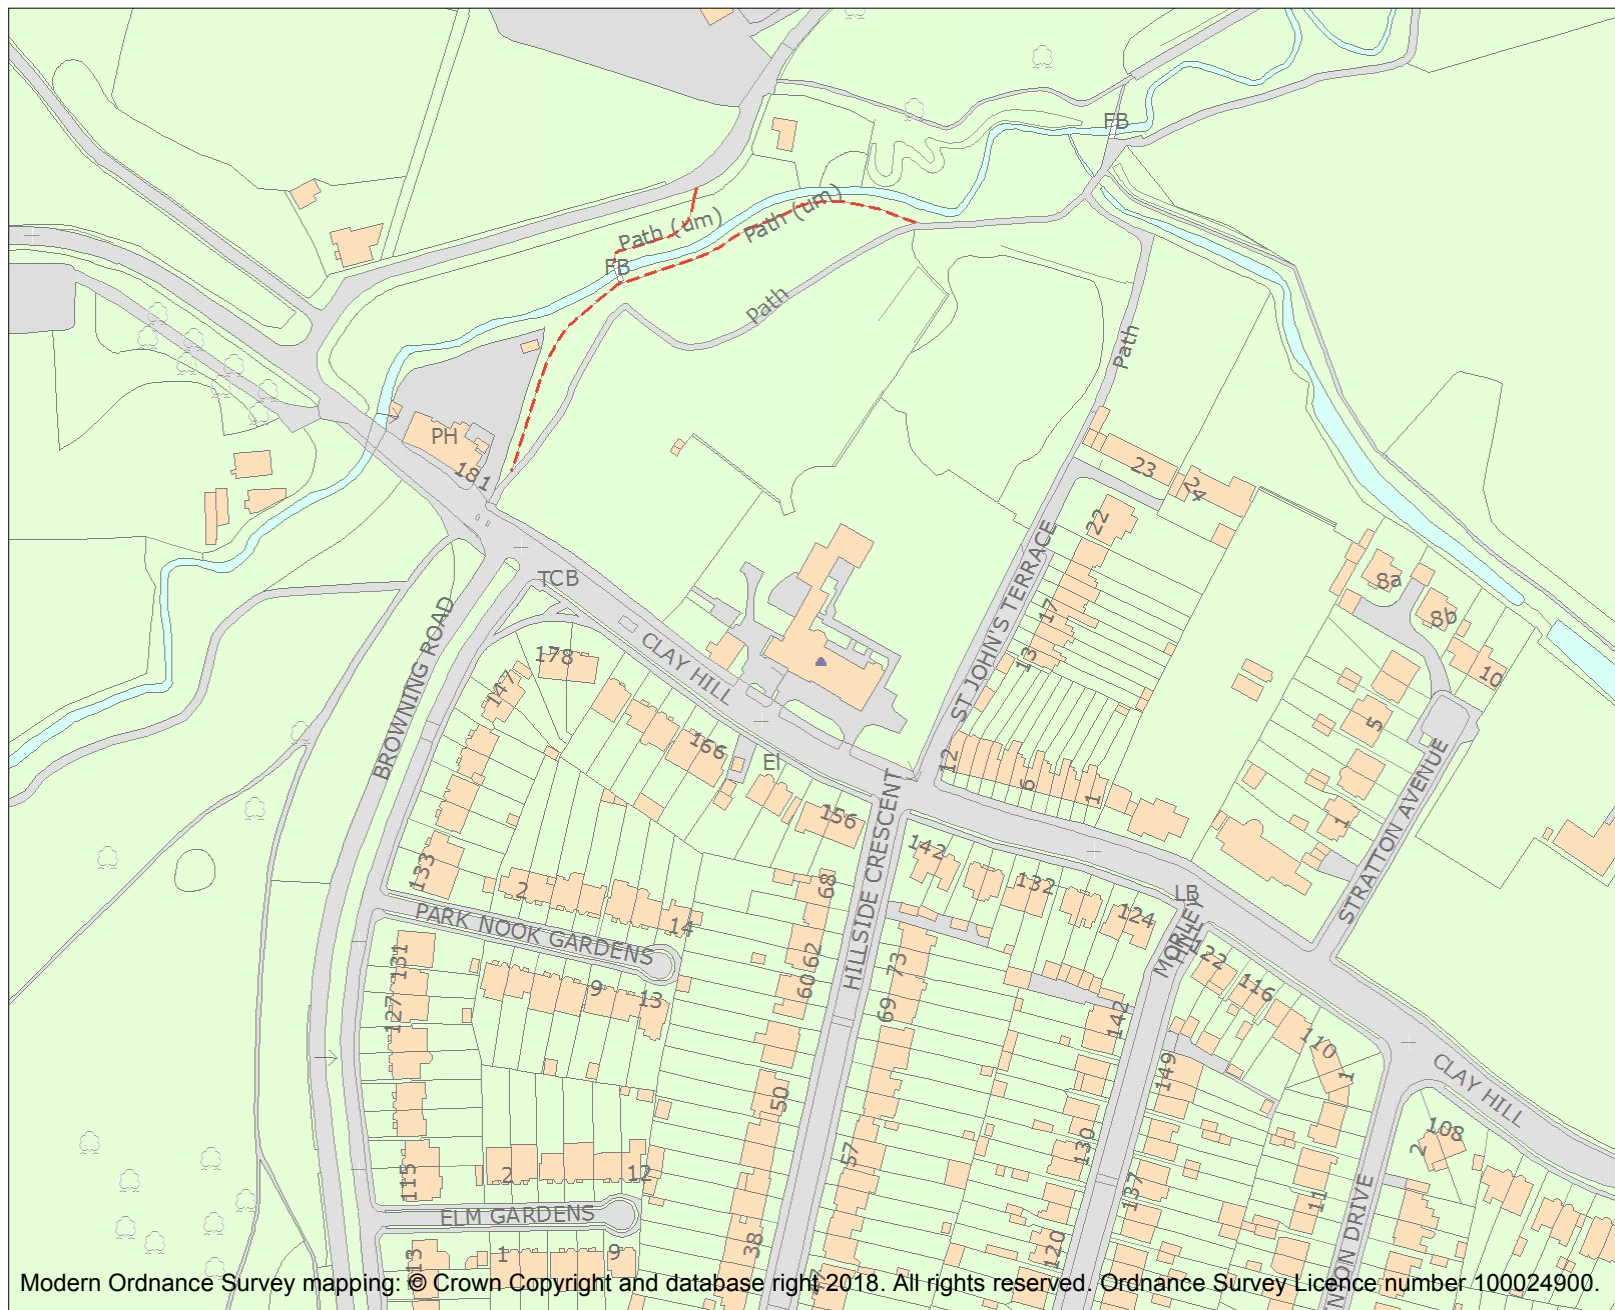 FB
Path (um)
Path (um)
FB
Path
Path
PH
181
23
24
22
TCB
BROWNING ROAD
CLAY HILL
ST JOHN'S TERRACE
17
13
8a
8b
10
178
147
166
EI
156
12
6
1
5
1
STRATTON AVENUE
HILLSIDE CRESCENT
142
132
124
LB
133
2
14
PARK NOOK GARDENS
68
62
60
73
69
131
127
9
13
122
116
110
1
142
149
CLAY HILL
108
2
50
57
130
137
11
115
2
12
ELM GARDENS
1
9
38
120
Modern Ordnance Survey mapping: © Crown Copyright and database right 2018. All rights reserved. Ordnance Survey Licence number 100024900.